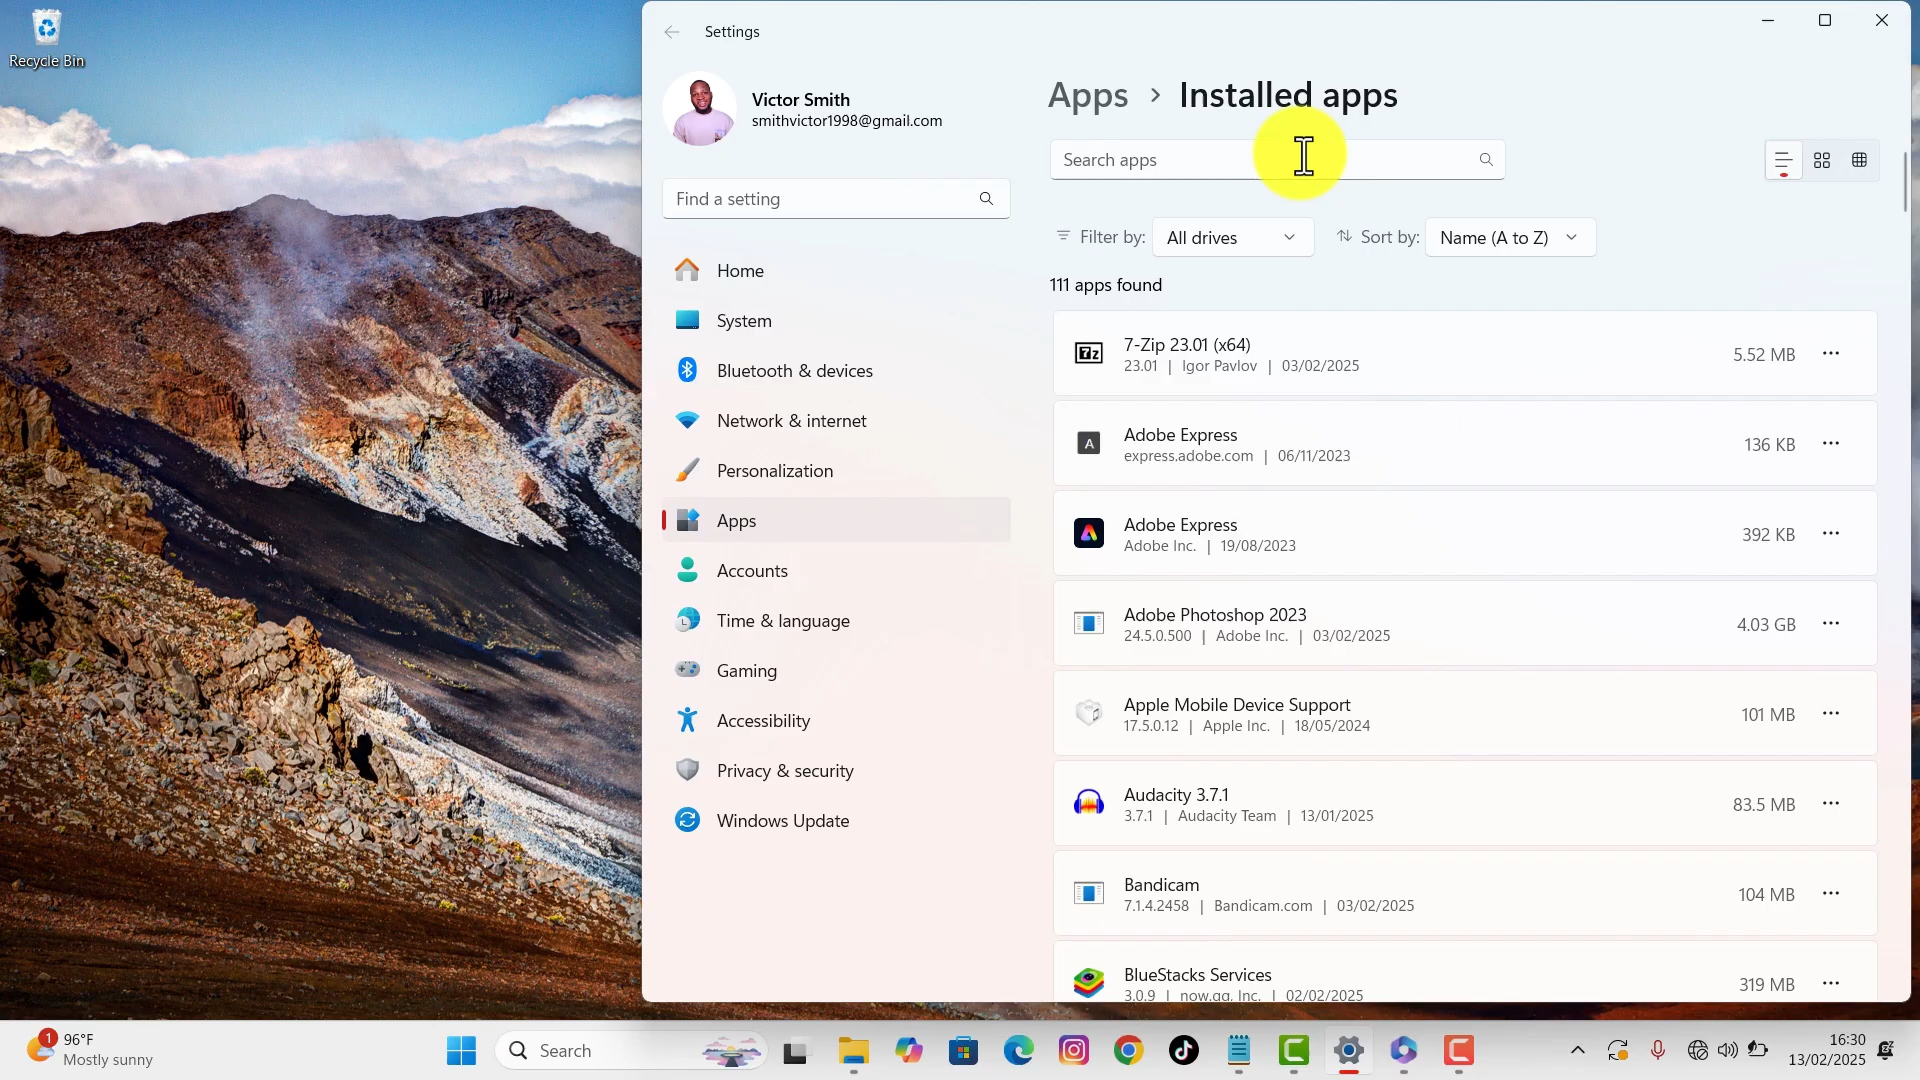 Recycle Bin
Settings
Victor Smith
smithvictor1998@gmail.com
Find a setting
Home
System
Bluetooth & devices
Network & internet
Personalization
Apps
Accounts
Time & language
Gaming
Accessibility
Privacy & security
Windows Update
Apps > Installed apps
Search apps
Filter by: All drives Sort by: Name (A to Z)
111 apps found
7-Zip 23.01 (x64)
23.01 | Igor Pavlov | 03/02/2025
5.52 MB
Adobe Express
express.adobe.com | 06/11/2023
136 KB
Adobe Express
Adobe Inc. | 19/08/2023
392 KB
Adobe Photoshop 2023
24.5.0.500 | Adobe Inc. | 03/02/2025
4.03 GB
Apple Mobile Device Support
17.5.0.12 | Apple Inc. | 18/05/2024
101 MB
Audacity 3.7.1
3.7.1 | Audacity Team | 13/01/2025
83.5 MB
Bandicam
7.1.4.2458 | Bandicam.com | 03/02/2025
104 MB
BlueStacks Services
3.0.9 | now.gg, Inc. | 02/02/2025
319 MB
1
96°F
Mostly sunny
Search
16:30
13/02/2025